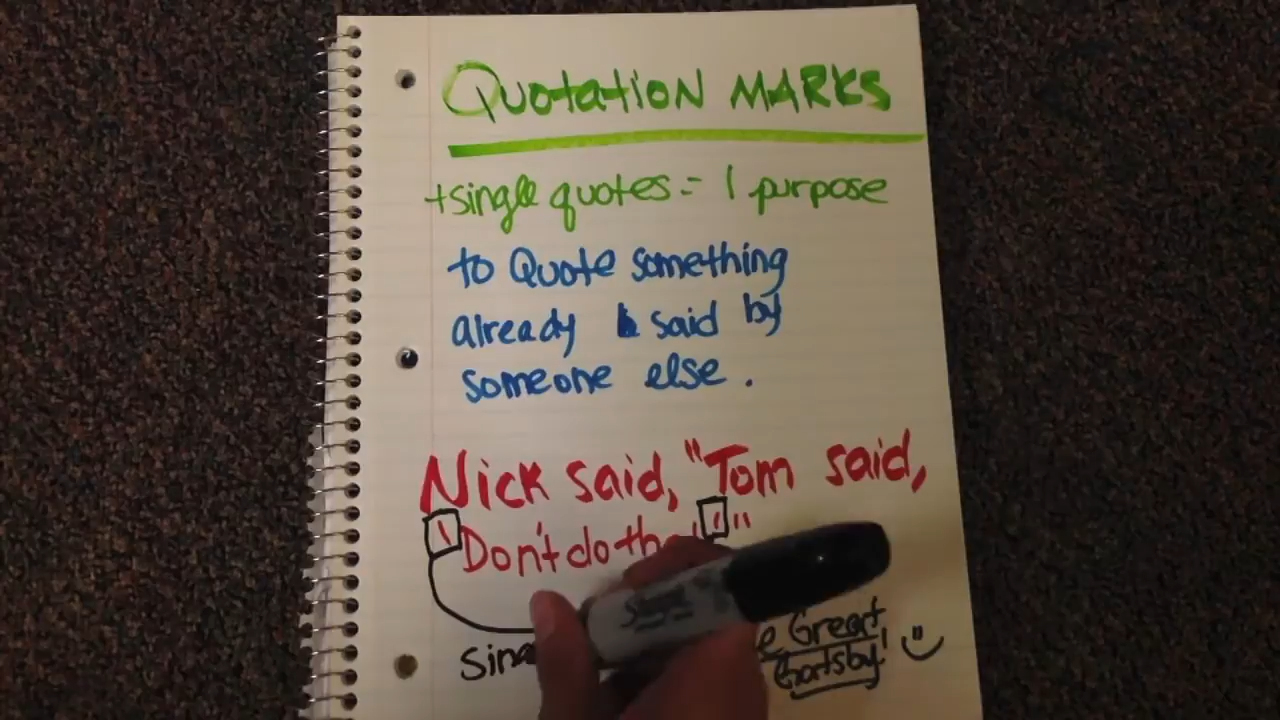 QUOTATION MARKS
+single quotes = 1 purpose
to Quote something
already said by
someone else.
Nick said, "Tom said,
'Don't do '"
Sharpie
Great
Gatsby!